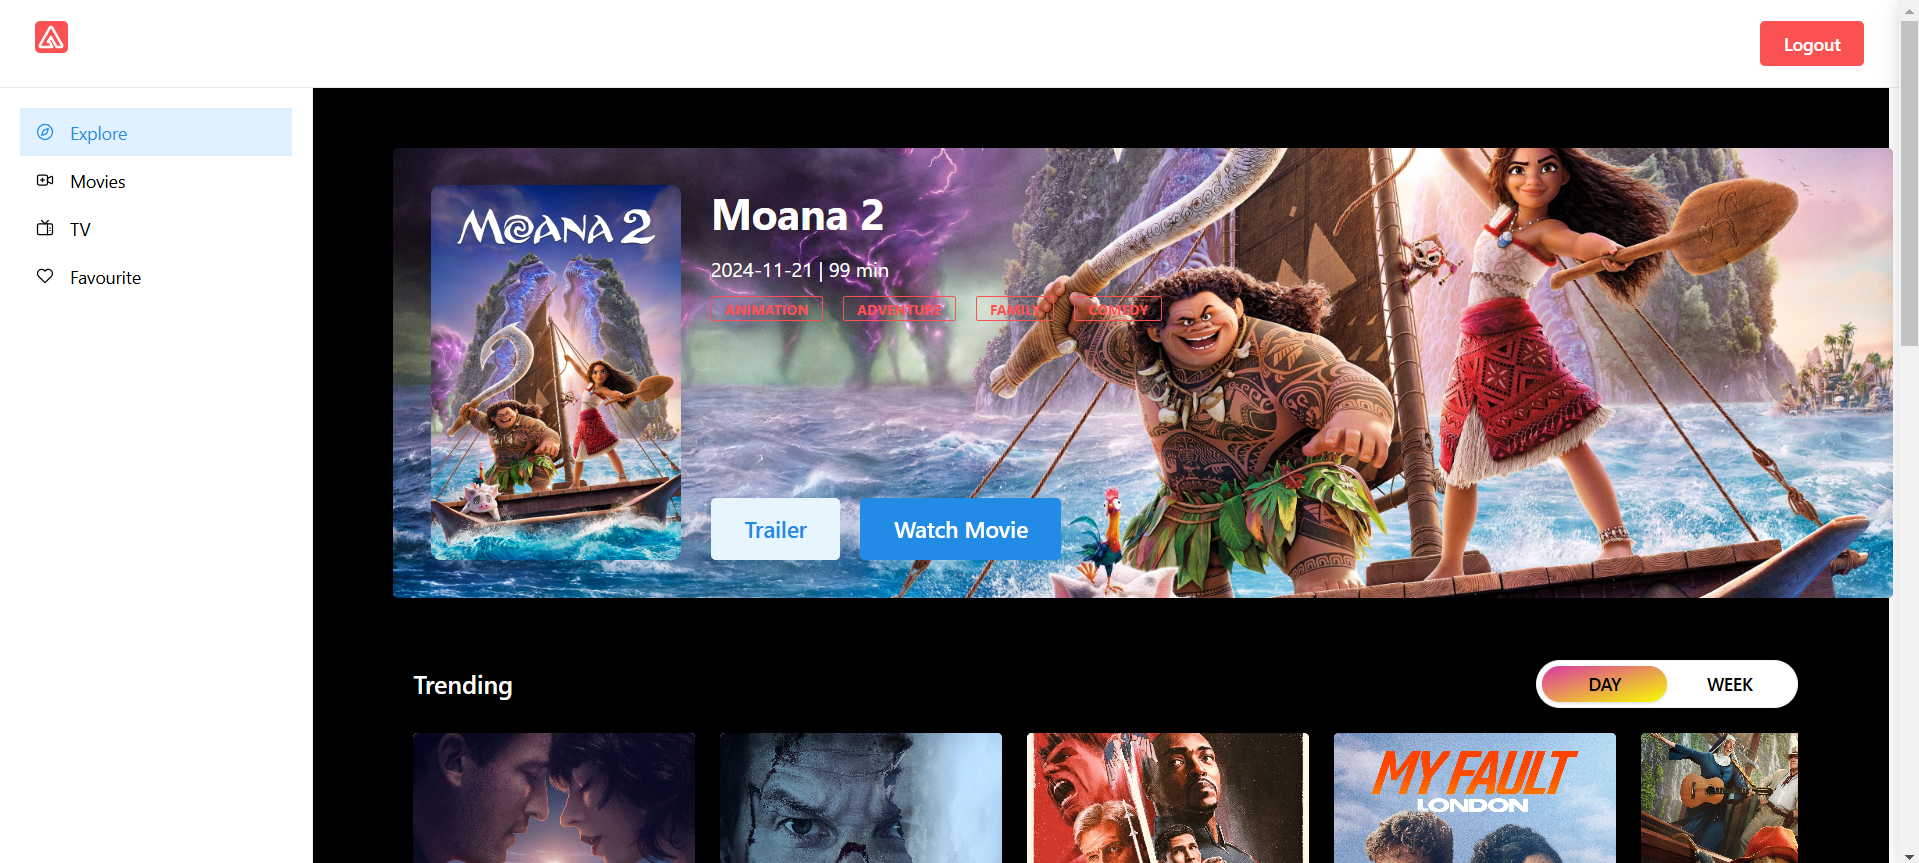 Logout
Explore
Movies
TV
Favourite
MOANA 2
Moana 2
2024-11-21 | 99 min
ANIMATION ADVENTURE FAMILY COMEDY
Trailer Watch Movie
Trending DAY WEEK
MY FAULT
LONDON